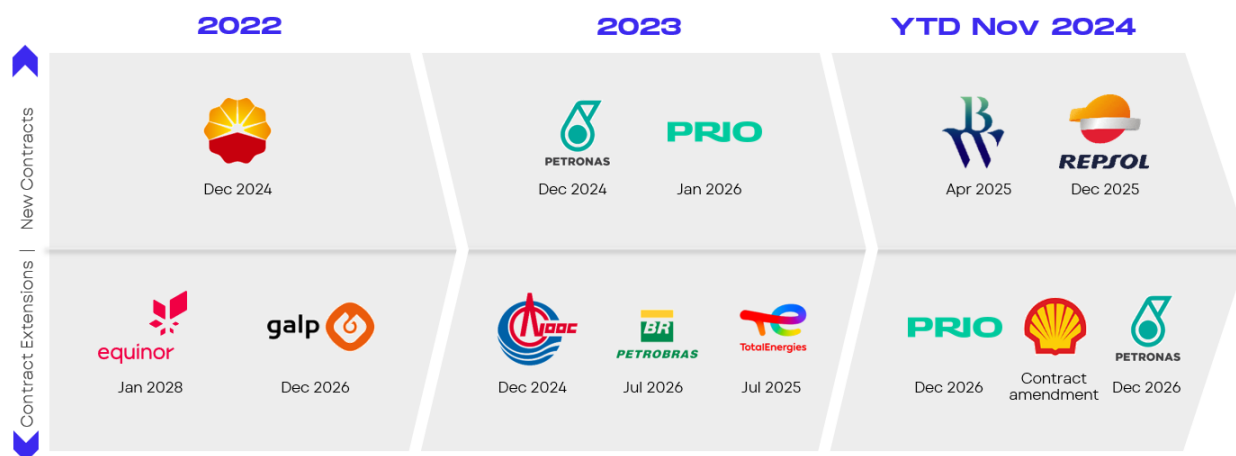 2022
2023
YTD Nov 2024
New Contracts
PETRONAS
PRIO
BW
REPSOL
Dec 2024
Dec 2024
Jan 2026
Apr 2025
Dec 2025
Contract Extensions |
equinor
galp
CNOOC
BR
PETROBRAS
TotalEnergies
PRIO
PETRONAS
Jan 2028
Dec 2026
Dec 2024
Jul 2026
Jul 2025
Dec 2026
Contract
amendment
Dec 2026